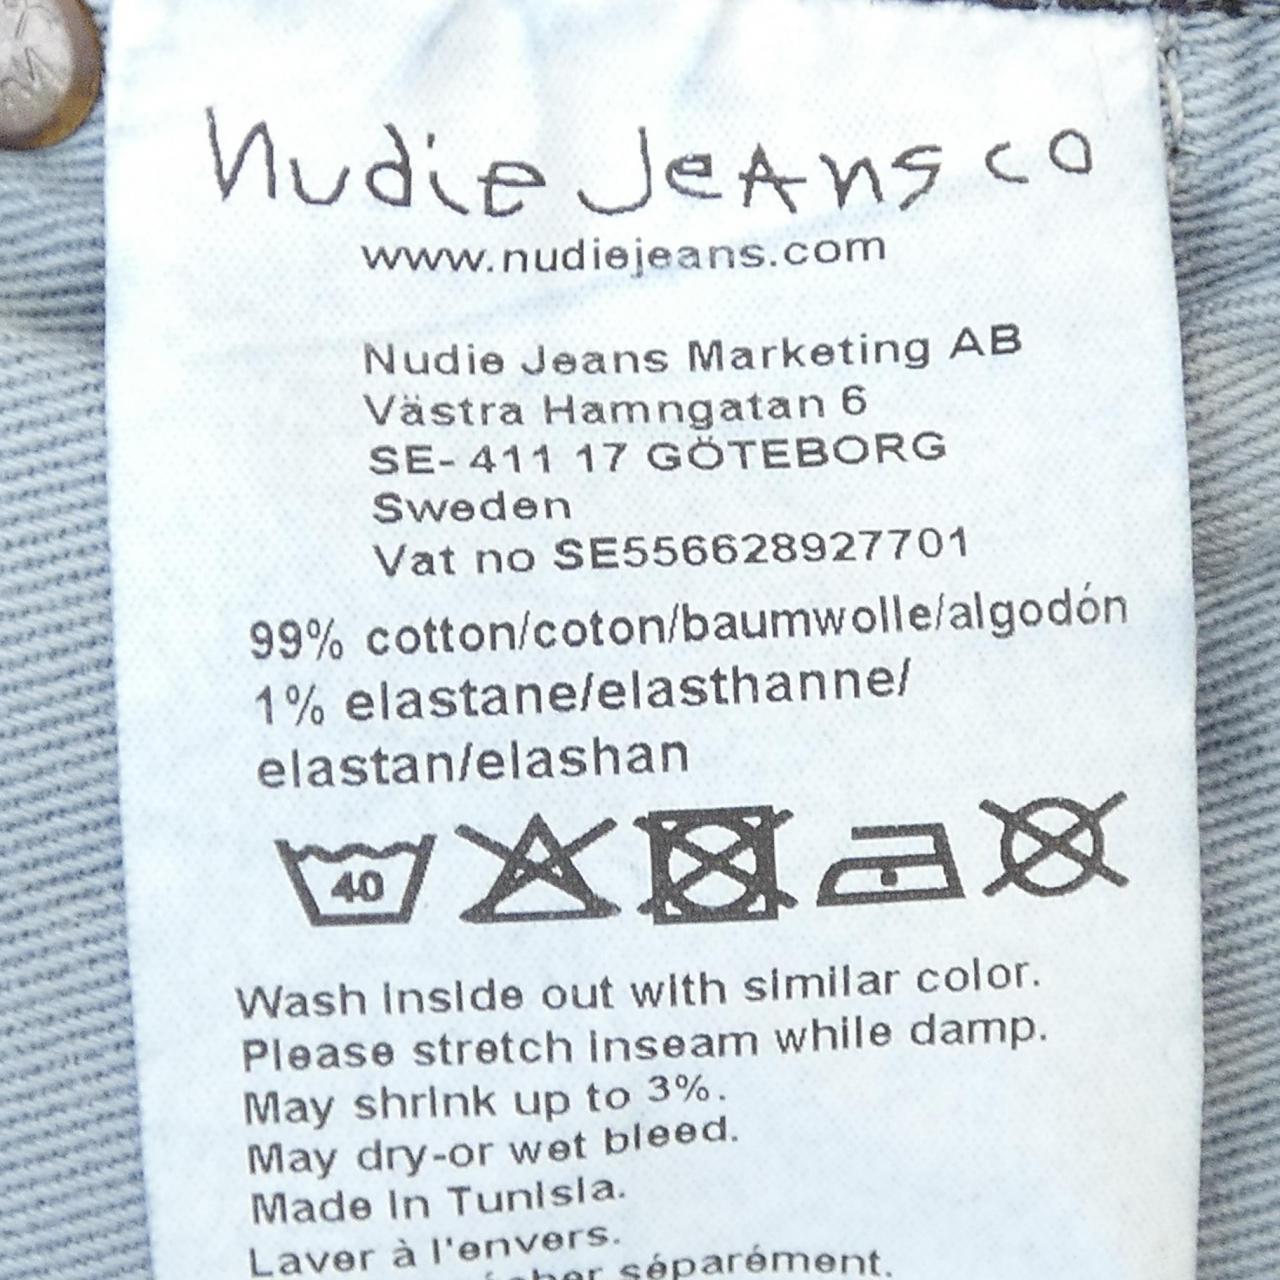 nudie JeAns co
www.nudiejeans.com
Nudie Jeans Marketing AB
Västra Hamngatan 6
SE- 411 17 GÖTEBORG
Sweden
Vat no SE556628927701
99% cotton/coton/baumwolle/algodón
1% elastane/elasthanne/
elastan/elashan
40
Wash inside out with similar color.
Please stretch inseam while damp.
May shrink up to 3%.
May dry-or wet bleed.
Made in Tunisia.
Laver à l'envers.
séparément.